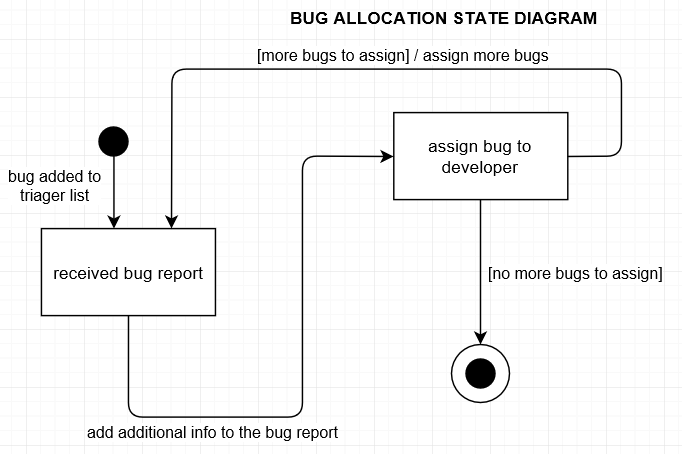 BUG ALLOCATION STATE DIAGRAM
[more bugs to assign] / assign more bugs
assign bug to
developer
bug added to
triager list
received bug report
[no more bugs to assign]
add additional info to the bug report